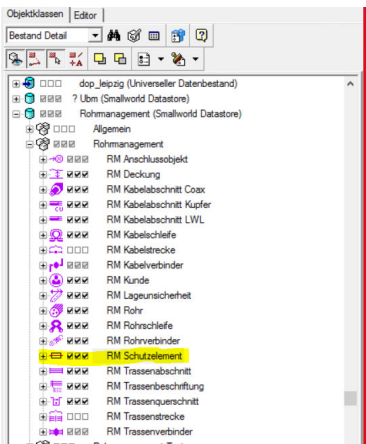 Objektklassen Editor
Bestand Detail
dop_leipzig (Universeller Datenbestand)
? Ubm (Smallworld Datastore)
Rohmanagement (Smallworld Datastore)
Allgemein
Rohmanagement
RM Anschlussobjekt
RM Deckung
RM Kabelabschnitt Coax
RM Kabelabschnitt Kupfer
RM Kabelabschnitt LWL
RM Kabelschleife
RM Kabelstrecke
RM Kabelverbinder
RM Kunde
RM Lageunsicherheit
RM Rohr
RM Rohrschleife
RM Rohrverbinder
RM Schutzelement
RM Trassenabschnitt
RM Trassenbeschriftung
RM Trassenquerschnitt
RM Trassenstrecke
RM Trassenverbinder